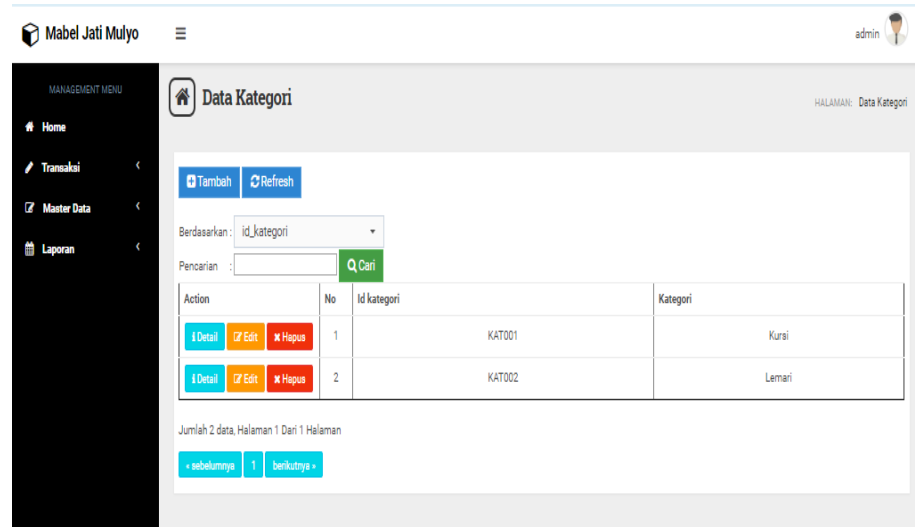 Mabel Jati Mulyo
admin
MANAGEMENT MENU
Home
Transaksi
Master Data
Laporan
Data Kategori
HALAMAN: Data Kategori
Tambah Refresh
Berdasarkan : id_kategori
Pencarian : Cari
Action No Id kategori Kategori
Detail Edit Hapus 1 KAT001 Kursi
Detail Edit Hapus 2 KAT002 Lemari
Jumlah 2 data, Halaman 1 Dari 1 Halaman
« sebelumnya 1 berikutnya »